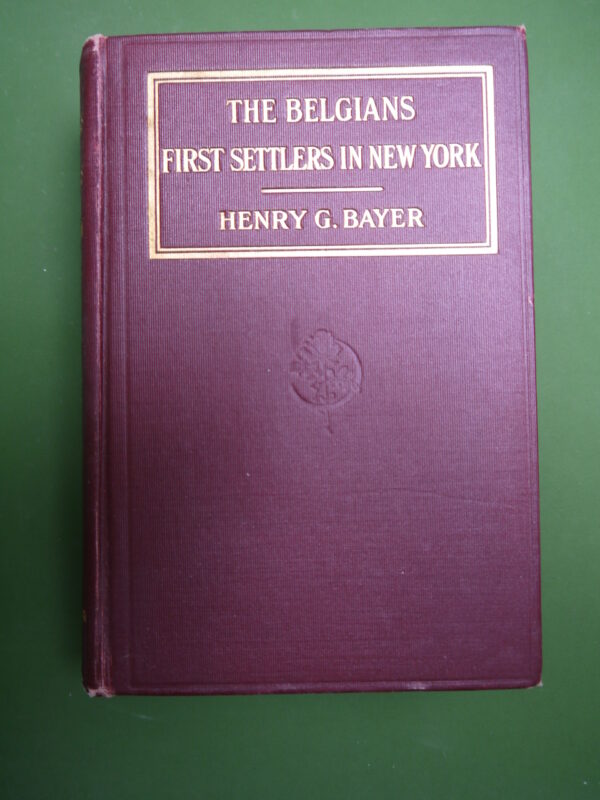 THE BELGIANS
FIRST SETTLERS IN NEW YORK
HENRY G. BAYER